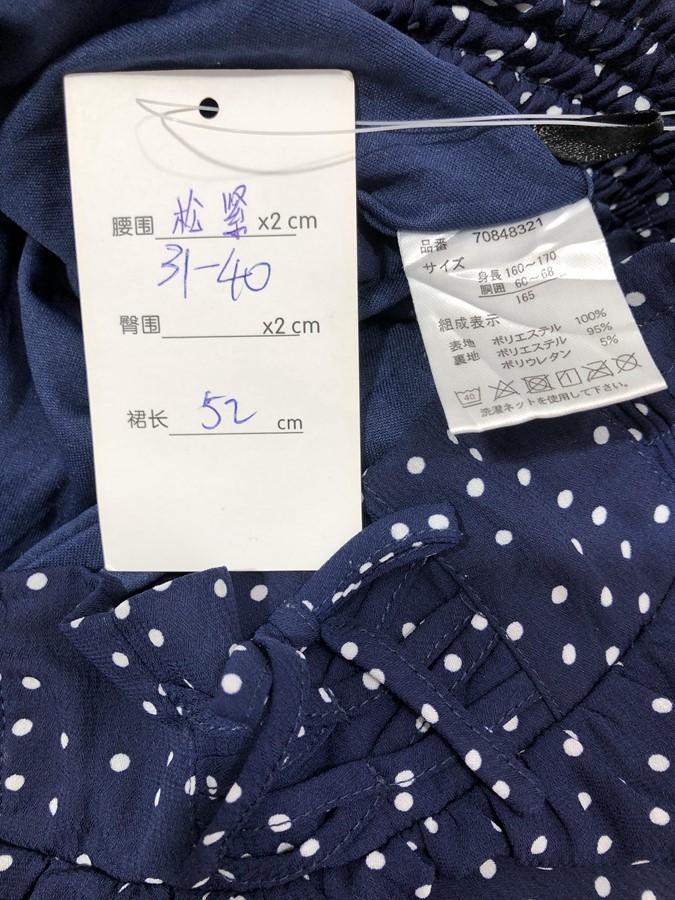 腰围 松紧 x2 cm
31-40
臀围 x2 cm
裙长 52 cm
品番 70848321
サイズ
身長 160~170
胴囲 60~68
165
組成表示
表地 ポリエステル 100%
裏地 ポリエステル 95%
ポリウレタン 5%
40
洗濯ネットを使用して下さい。